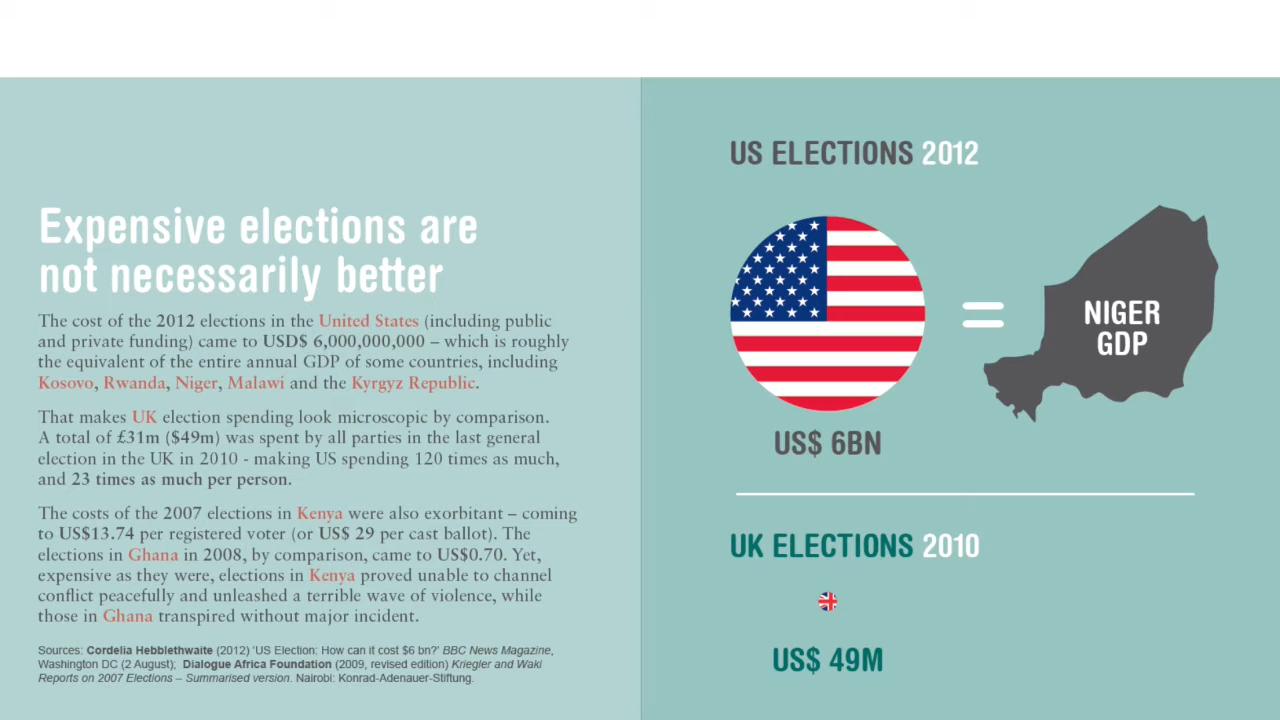 Expensive elections are
not necessarily better
The cost of the 2012 elections in the United States (including public
and private funding) came to USD$ 6,000,000,000 – which is roughly
the equivalent of the entire annual GDP of some countries, including
Kosovo, Rwanda, Niger, Malawi and the Kyrgyz Republic.
That makes UK election spending look microscopic by comparison.
A total of £31m ($49m) was spent by all parties in the last general
election in the UK in 2010 - making US spending 120 times as much,
and 23 times as much per person.
The costs of the 2007 elections in Kenya were also exorbitant – coming
to US$13.74 per registered voter (or US$ 29 per cast ballot). The
elections in Ghana in 2008, by comparison, came to US$0.70. Yet,
expensive as they were, elections in Kenya proved unable to channel
conflict peacefully and unleashed a terrible wave of violence, while
those in Ghana transpired without major incident.
Sources: Cordelia Hebblethwaite (2012) 'US Election: How can it cost $6 bn?' BBC News Magazine,
Washington DC (2 August); Dialogue Africa Foundation (2009, revised edition) Kriegler and Waki
Reports on 2007 Elections – Summarised version. Nairobi: Konrad-Adenauer-Stiftung.
US ELECTIONS 2012
NIGER
GDP
US$ 6BN
UK ELECTIONS 2010
US$ 49M